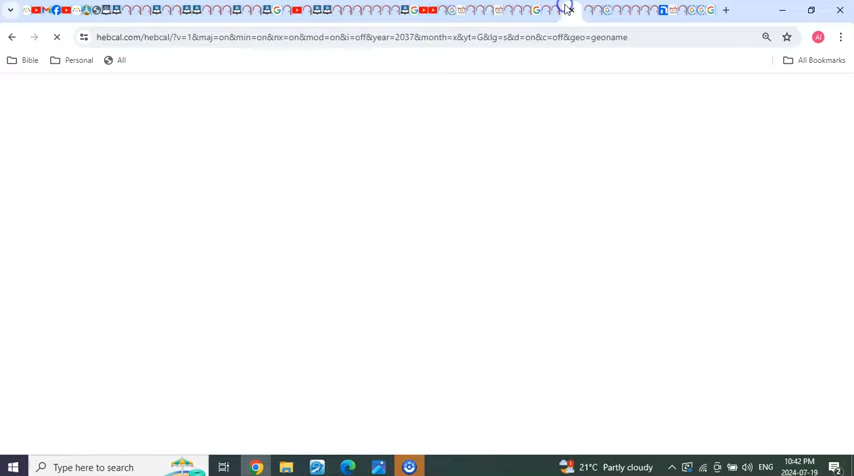 hebcal.com/hebcal/?v=1&maj=on&min=on&nx=on&mod=on&i=off&year=2037&month=x&yt=G&lg=s&d=on&c=off&geo=geoname
AI
Bible
Personal
All
All Bookmarks
Type here to search
21°C Partly cloudy
ENG
10:42 PM
2024-07-19
2